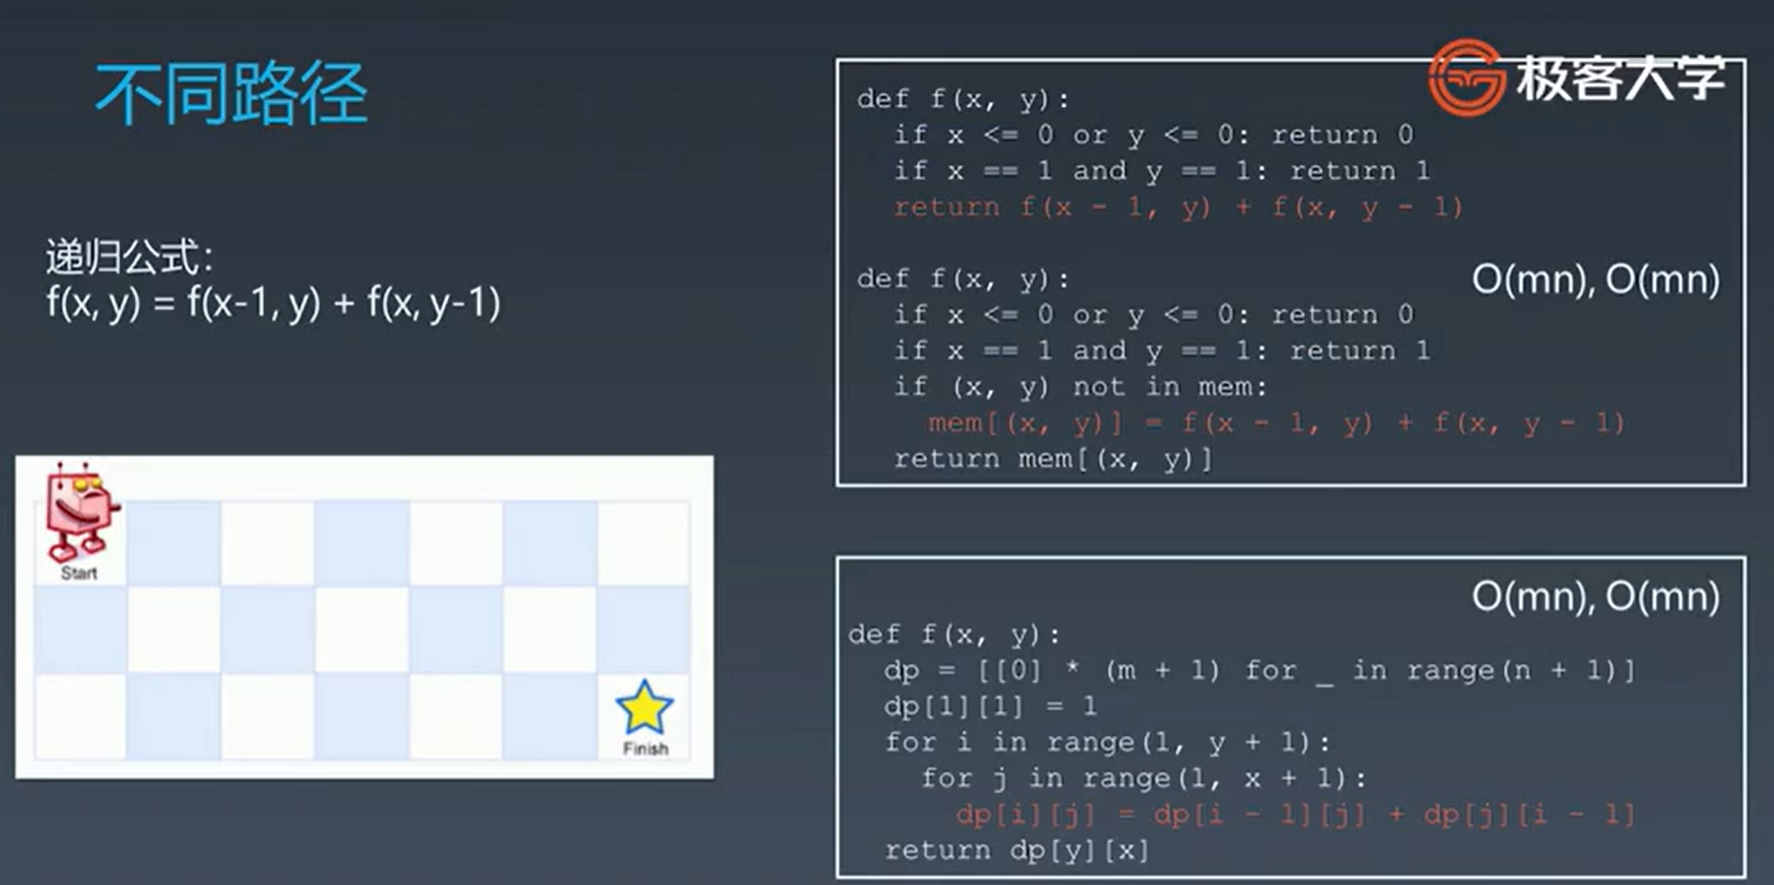 不同路径
极客大学
递归公式：
f(x, y) = f(x-1, y) + f(x, y-1)
Start
Finish
def f(x, y):
if x <= 0 or y <= 0: return 0
if x == 1 and y == 1: return 1
return f(x - 1, y) + f(x, y - 1)
def f(x, y):
O(mn), O(mn)
if x <= 0 or y <= 0: return 0
if x == 1 and y == 1: return 1
if (x, y) not in mem:
mem[(x, y)] = f(x - 1, y) + f(x, y - 1)
return mem[(x, y)]
O(mn), O(mn)
def f(x, y):
dp = [[0] * (m + 1) for _ in range(n + 1)]
dp[1][1] = 1
for i in range(1, y + 1):
for j in range(1, x + 1):
dp[i][j] = dp[i - 1][j] + dp[j][i - 1]
return dp[y][x]